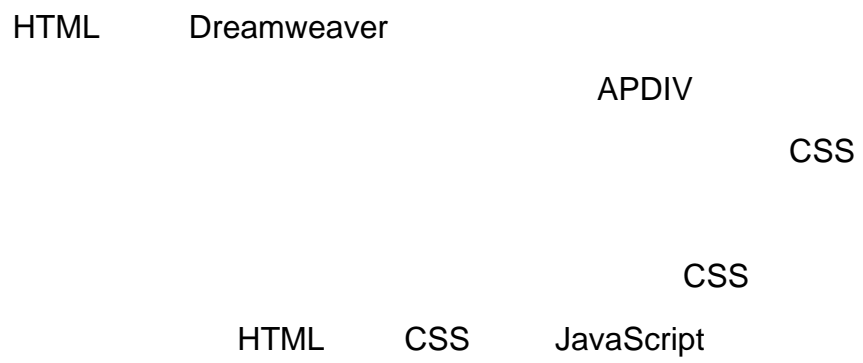 HTML Dreamweaver
APDIV
CSS
CSS
HTML CSS JavaScript